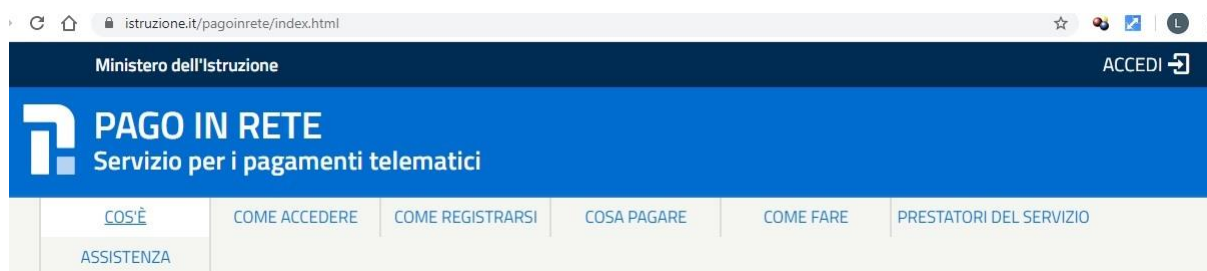 istruzione.it/pagoinrete/index.html
L
Ministero dell'Istruzione
ACCEDI
PAGO IN RETE
Servizio per i pagamenti telematici
COS'È COME ACCEDERE COME REGISTRARSI COSA PAGARE COME FARE PRESTATORI DEL SERVIZIO
ASSISTENZA